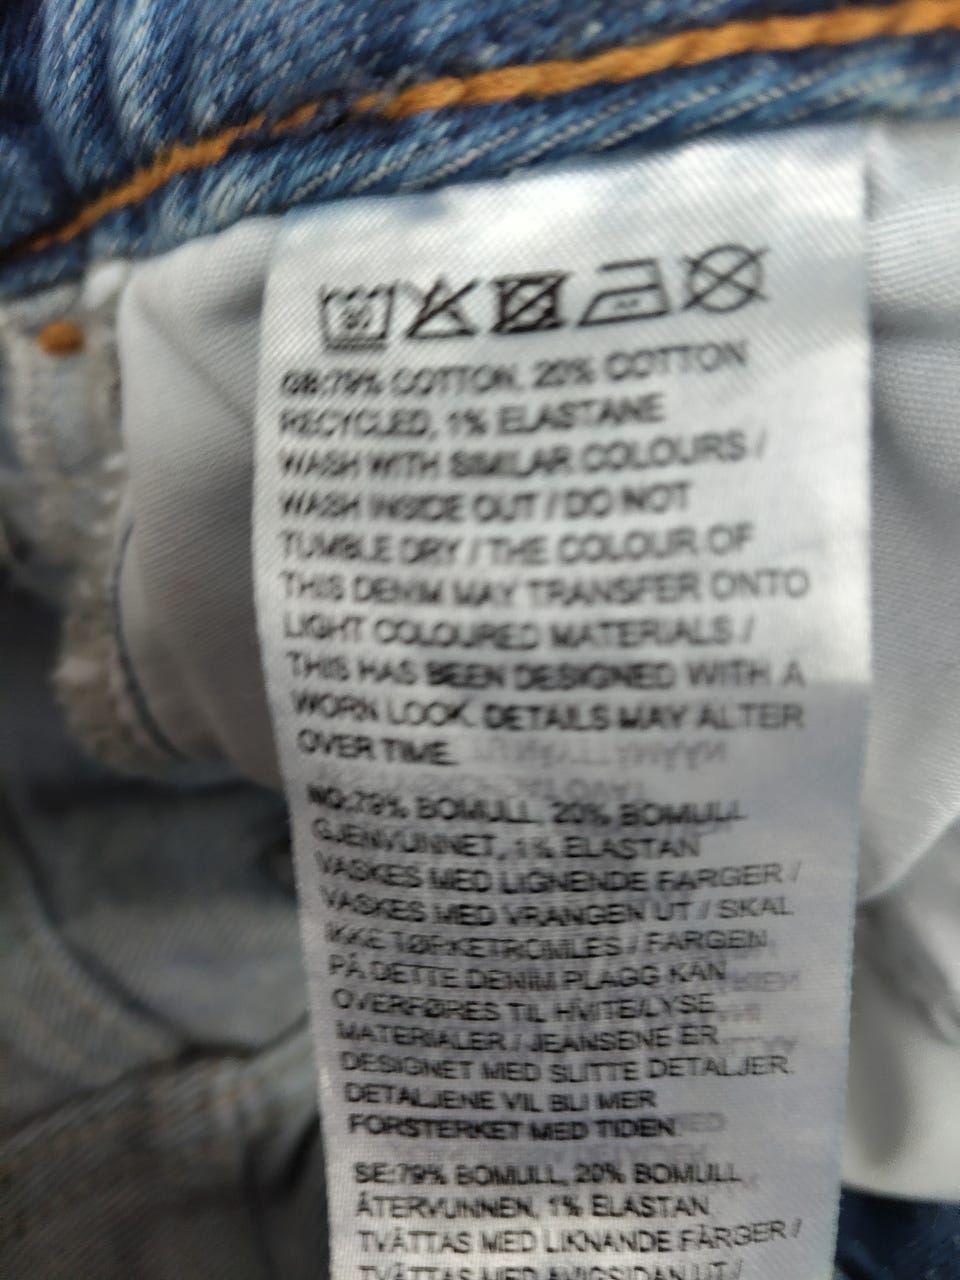 GB:79% COTTON, 20% COTTON
RECYCLED, 1% ELASTANE
WASH WITH SIMILAR COLOURS /
WASH INSIDE OUT / DO NOT
TUMBLE DRY / THE COLOUR OF
THIS DENIM MAY TRANSFER ONTO
LIGHT COLOURED MATERIALS /
THIS HAS BEEN DESIGNED WITH A
WORN LOOK. DETAILS MAY ALTER
OVER TIME.
NO:79% BOMULL, 20% BOMULL
GJENVUNNET, 1% ELASTAN
VASKES MED LIGNENDE FARGER /
VASKES MED VRANGEN UT / SKAL
IKKE TØRKETROMLES / FARGEN
PÅ DETTE DENIM PLAGG KAN
OVERFØRES TIL HVITE/LYSE
MATERIALER / JEANSENE ER
DESIGNET MED SLITTE DETALJER.
DETALJENE VIL BLI MER
FORSTERKET MED TIDEN.
SE:79% BOMULL, 20% BOMULL
ÅTERVUNNEN, 1% ELASTAN
TVÄTTAS MED LIKNANDE FÄRGER /
TVÄTTAS MED AVIGSIDAN UT /